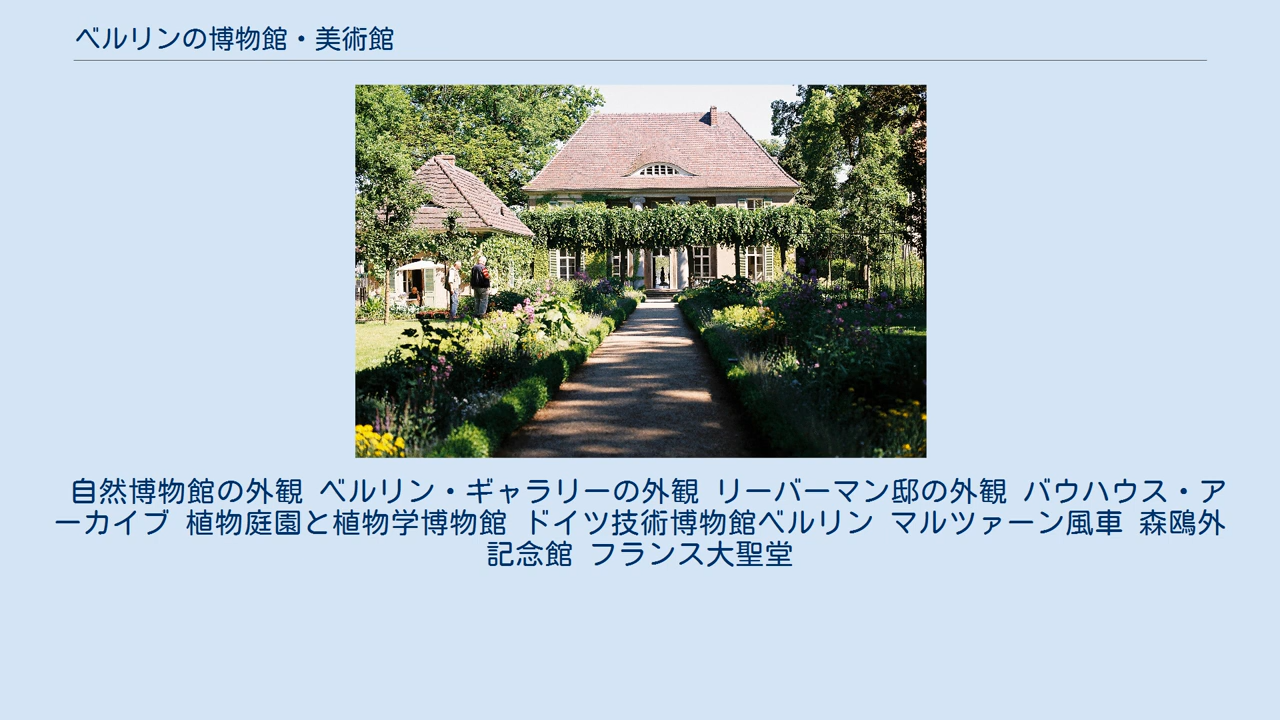 ベルリンの博物館・美術館
自然博物館の外観 ベルリン・ギャラリーの外観 リーバーマン邸の外観 バウハウス・ア
ーカイブ 植物庭園と植物学博物館 ドイツ技術博物館ベルリン マルツァーン風車 森鴎外
記念館 フランス大聖堂